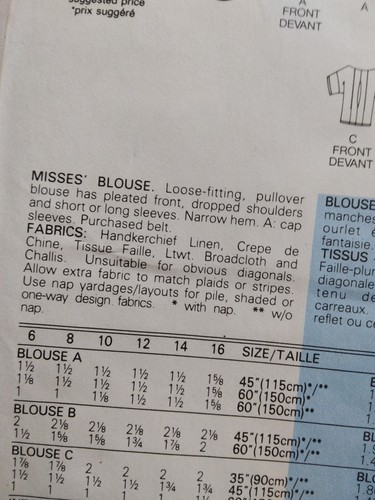 suggested price
*prix suggéré
A
FRONT
DEVANT
A
C
FRONT
DEVANT
MISSES' BLOUSE. Loose-fitting, pullover
blouse has pleated front, dropped shoulders
and short or long sleeves. Narrow hem. A: cap
sleeves. Purchased belt.
FABRICS: Handkerchief Linen, Crepe de
Chine, Tissue Faille, Ltwt. Broadcloth and
Challis. Unsuitable for obvious diagonals.
Allow extra fabric to match plaids or stripes.
Use nap yardages/layouts for pile, shaded or
one-way design fabrics. * with nap. ** w/o
nap.
BLOUSE
manches
ourlet é
fantaisie.
TISSUS
Faille-plu
diagonale
tenu de
carreaux.
reflet ou ce
6 8 10 12 14 16 SIZE/TAILLE
BLOUSE A
1½ 1½ 1½ 1½ 1½ 1⅝ 45"(115cm)*/**
1⅛ 1½ 1½ 1½ 1½ 1⅝ 60"(150cm)*
1 1 1½ 1½ 1½ 1⅝ 60"(150cm)**
BLOUSE B
2 2⅛ 2⅛ 2⅛ 2⅛ 2⅛ 45"(115cm)*/**
1½ 1⅝ 1⅝ 1¾ 1⅞ 2 60"(150cm)*/**
BLOUSE C
1⅞ 1⅞ 2 2 2 2 35"(90cm)*/**
1½ 1½ 1½ 1½ 1¾ 1¾ 45"(115cm)*/**